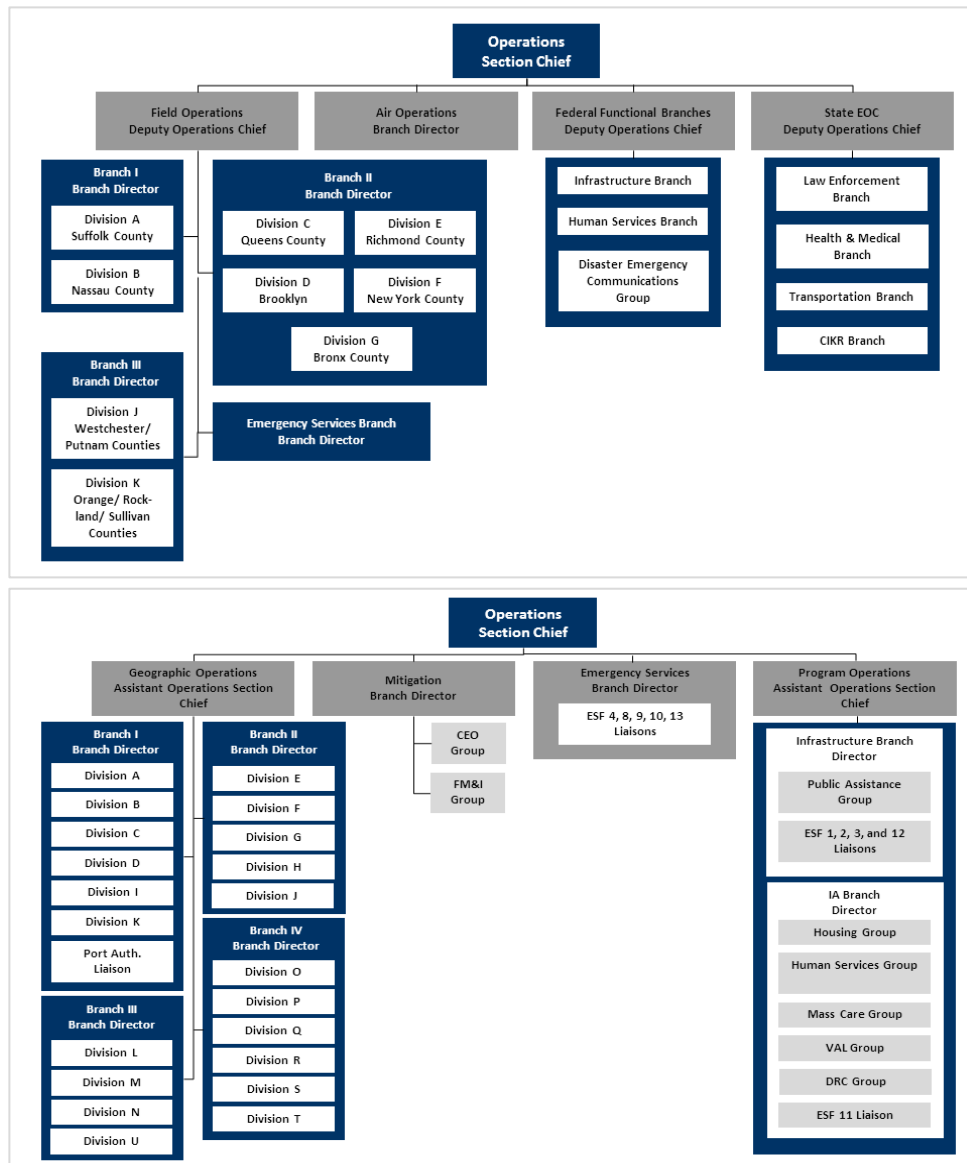 Operations
Section Chief
Field Operations
Deputy Operations Chief
Air Operations
Branch Director
Federal Functional Branches
Deputy Operations Chief
State EOC
Deputy Operations Chief
Branch I
Branch Director
Division A
Suffolk County
Division B
Nassau County
Branch II
Branch Director
Division C
Queens County
Division E
Richmond County
Division D
Brooklyn
Division F
New York County
Division G
Bronx County
Infrastructure Branch
Human Services Branch
Disaster Emergency
Communications
Group
Law Enforcement
Branch
Health & Medical
Branch
Transportation Branch
CIKR Branch
Branch III
Branch Director
Division J
Westchester/
Putnam Counties
Division K
Orange/ Rock-
land/ Sullivan
Counties
Emergency Services Branch
Branch Director
Operations
Section Chief
Geographic Operations
Assistant Operations Section
Chief
Mitigation
Branch Director
Emergency Services
Branch Director
Program Operations
Assistant Operations Section
Chief
Branch I
Branch Director
Division A
Division B
Division C
Division D
Division I
Division K
Port Auth.
Liaison
Branch II
Branch Director
Division E
Division F
Division G
Division H
Division J
CEO
Group
FM&I
Group
ESF 4, 8, 9, 10, 13
Liaisons
Infrastructure Branch
Director
Public Assistance
Group
ESF 1, 2, 3, and 12
Liaisons
IA Branch
Director
Housing Group
Human Services Group
Mass Care Group
VAL Group
DRC Group
ESF 11 Liaison
Branch III
Branch Director
Division L
Division M
Division N
Division U
Branch IV
Branch Director
Division O
Division P
Division Q
Division R
Division S
Division T